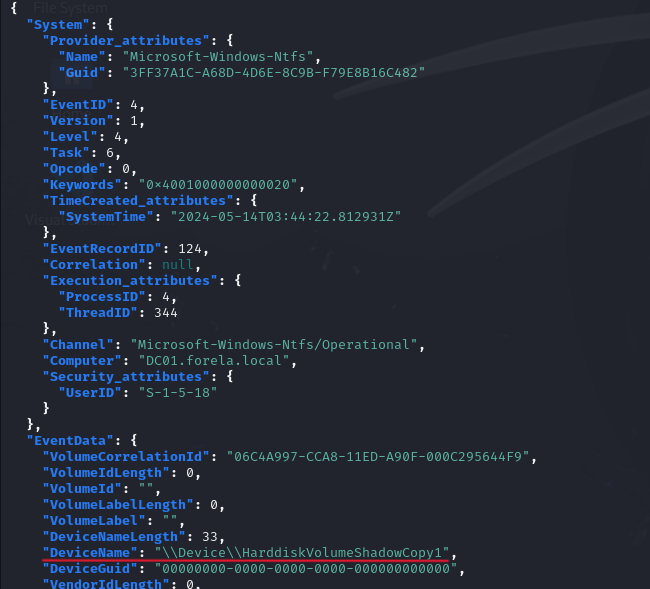 File System
{
"System": {
"Provider_attributes": {
"Name": "Microsoft-Windows-Ntfs",
"Guid": "3FF37A1C-A68D-4D6E-8C9B-F79E8B16C482"
},
"EventID": 4,
"Version": 1,
"Level": 4,
"Task": 6,
"Opcode": 0,
"Keywords": "0×4001000000000020",
"TimeCreated_attributes": {
"SystemTime": "2024-05-14T03:44:22.812931Z"
},
"EventRecordID": 124,
"Correlation": null,
"Execution_attributes": {
"ProcessID": 4,
"ThreadID": 344
},
"Channel": "Microsoft-Windows-Ntfs/Operational",
"Computer": "DC01.forela.local",
"Security_attributes": {
"UserID": "S-1-5-18"
}
},
"EventData": {
"VolumeCorrelationId": "06C4A997-CCA8-11ED-A90F-000C295644F9",
"VolumeIdLength": 0,
"VolumeId": "",
"VolumeLabelLength": 0,
"VolumeLabel": "",
"DeviceNameLength": 33,
"DeviceName": "\\Device\\HarddiskVolumeShadowCopy1",
"DeviceGuid": "00000000-0000-0000-0000-000000000000",
"VendorIdLength": 0,